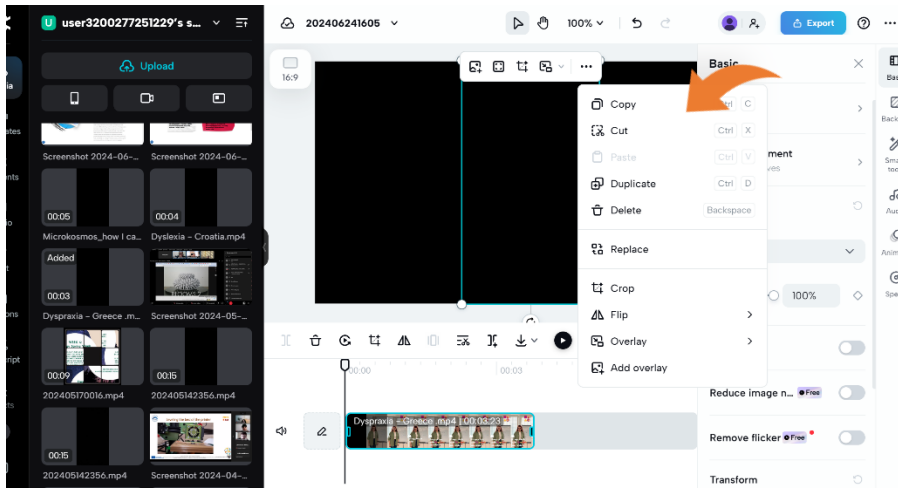 U user3200277251229's s...
202406241605
100%
Export
Upload
16:9
Basic
Screenshot 2024-06-...
Screenshot 2024-06-...
00:05
00:04
Microkosmos_how I ca...
Dyslexia – Croatia.mp4
Added
00:03
Dyspraxia – Greece .m...
Screenshot 2024-05-...
00:09
00:15
202405170016.mp4
202405142356.mp4
00:15
202405142356.mp4
Screenshot 2024-04-...
Copy C
Cut Ctrl X
Paste Ctrl V
Duplicate Ctrl D
Delete Backspace
Replace
Crop
Flip
Overlay
Add overlay
100%
Reduce image n... Free
Remove flicker Free
Transform
00:00
00:03
Dyspraxia – Greece .mp4 | 00:03:23